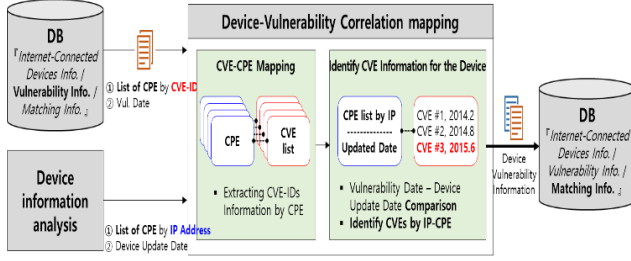 Device-Vulnerability Correlation mapping
DB
『Internet-Connected
Devices Info. /
Vulnerability Info. /
Matching Info. 』
① List of CPE by CVE-ID
② Vul. Date
Device
information
analysis
① List of CPE by IP Address
② Device Update Date
CVE-CPE Mapping
CPE
CVE
list
▪ Extracting CVE-IDs
Information by CPE
Identify CVE Information for the Device
CPE list by IP
--------------
Updated Date
CVE #1, 2014.2
CVE #2, 2014.8
CVE #3, 2015.6
▪ Vulnerability Date – Device
Update Date Comparison
▪ Identify CVEs by IP-CPE
Device
Vulnerability
Information
DB
『Internet-Connected
Devices Info. /
Vulnerability Info. /
Matching Info. 』